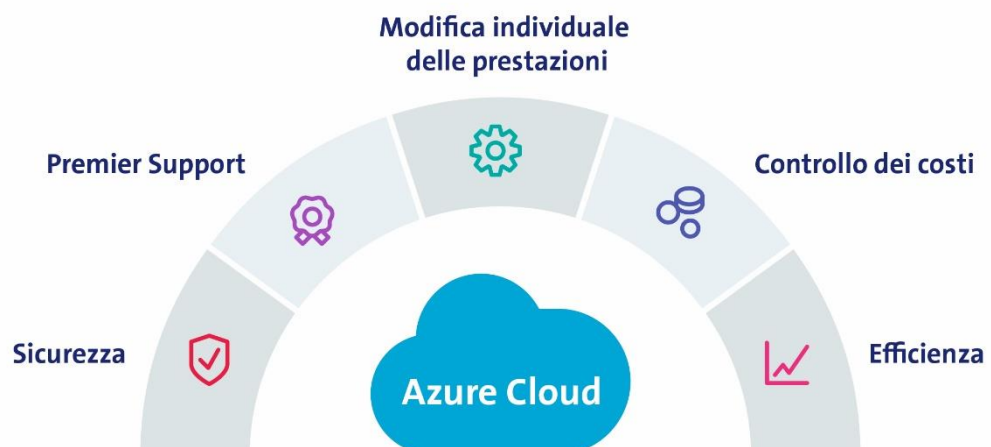 Modifica individuale
delle prestazioni
Premier Support
Controllo dei costi
Sicurezza
Efficienza
Azure Cloud